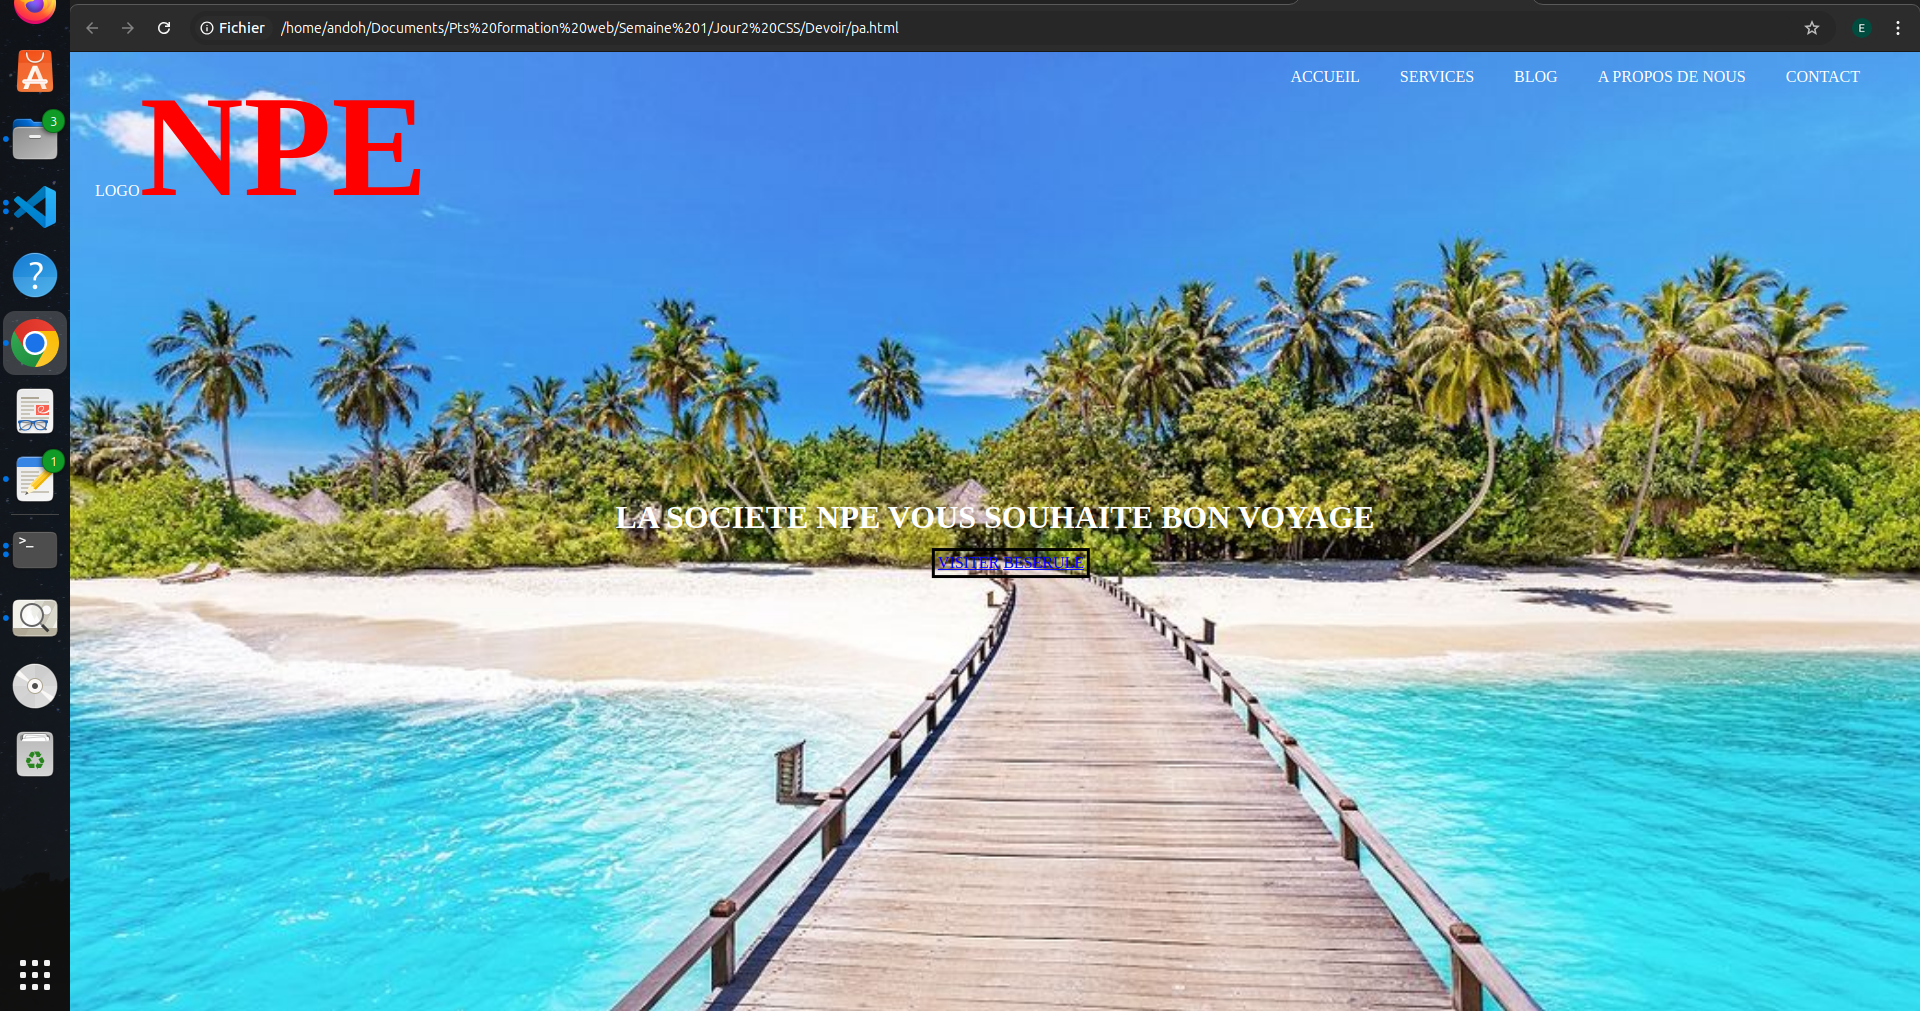 Fichier /home/andoh/Documents/Pts%20formation%20web/Semaine%201/Jour2%20CSS/Devoir/pa.html
E
ACCUEIL SERVICES BLOG A PROPOS DE NOUS CONTACT
LOGO NPE
3
1
LA SOCIETE NPE VOUS SOUHAITE BON VOYAGE
VISITER BESERULE